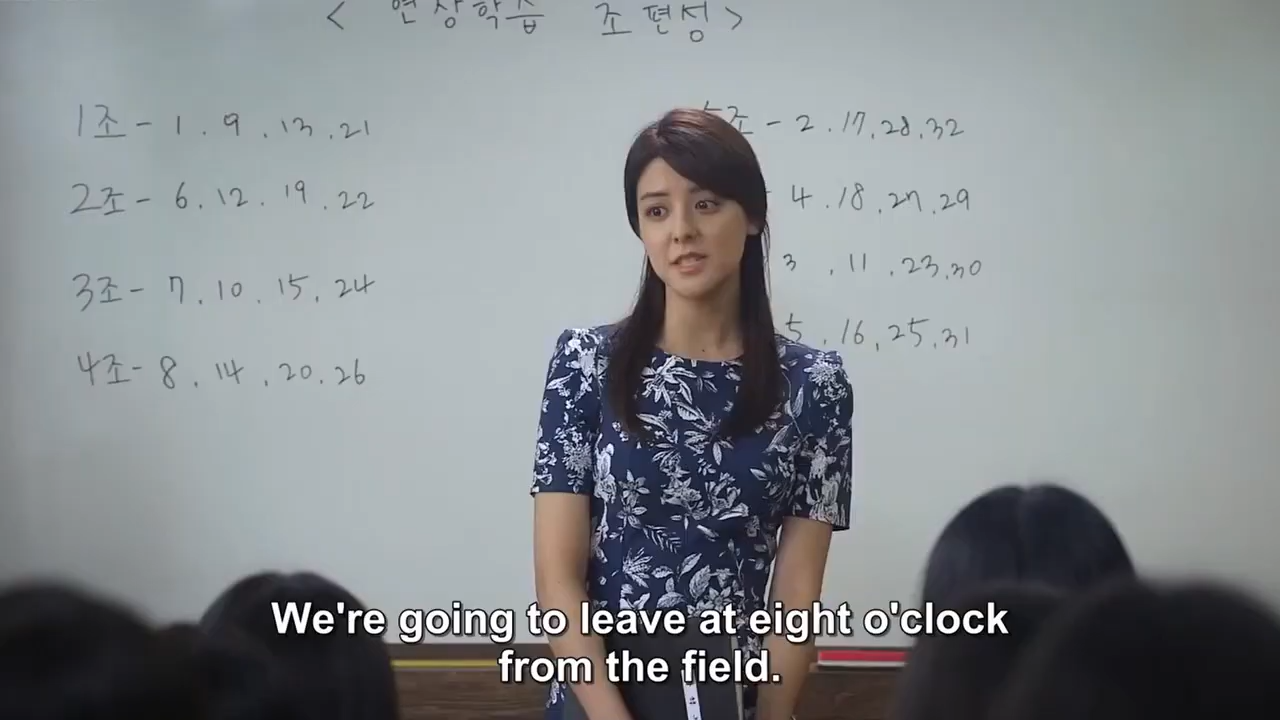 < 현상학습 조편성 >
1조 - 1 . 9 . 13 . 21
2조 - 6 . 12 . 19 . 22
3조 - 7 . 10 . 15 . 24
4조 - 8 . 14 . 20 . 26
5조 - 2 . 17 . 28 . 32
4 . 18 . 27 . 29
3 . 11 . 23 . 30
5 . 16 . 25 . 31
We're going to leave at eight o'clock
from the field.